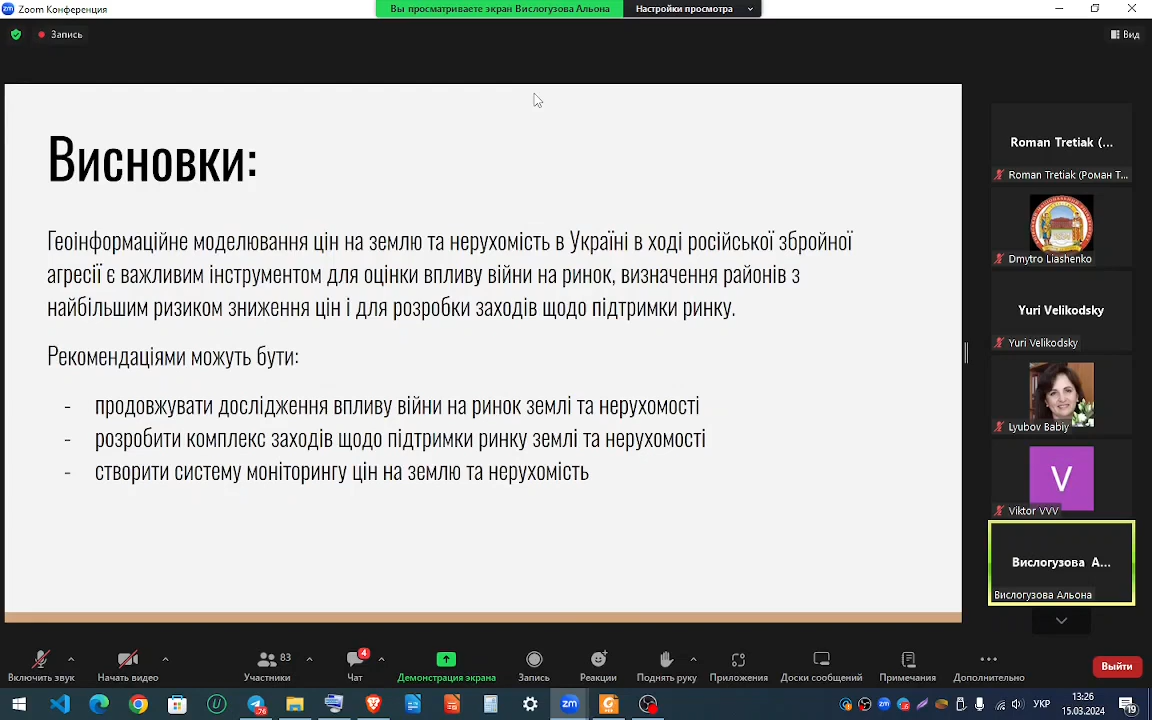 Zoom Конференция
Вы просматриваете экран Вислогузова Альона
Настройки просмотра
Запись
Вид
Висновки:
Геоінформаційне моделювання цін на землю та нерухомість в Україні в ході російської збройної
агресії є важливим інструментом для оцінки впливу війни на ринок, визначення районів з
найбільшим ризиком зниження цін і для розробки заходів щодо підтримки ринку.
Рекомендаціями можуть бути:
- продовжувати дослідження впливу війни на ринок землі та нерухомості
- розробити комплекс заходів щодо підтримки ринку землі та нерухомості
- створити систему моніторингу цін на землю та нерухомість
Roman Tretiak (...
Roman Tretiak (Роман Т...
Dmytro Liashenko
Yuri Velikodsky
Yuri Velikodsky
Lyubov Babiy
V
Viktor VVV
Вислогузова А...
Вислогузова Альона
Включить звук
Начать видео
83
Участники
4
Чат
Демонстрация экрана
Запись
Реакции
Поднять руку
Приложения
Доски сообщений
Примечания
Дополнительно
Выйти
УКР
13:26
15.03.2024
19